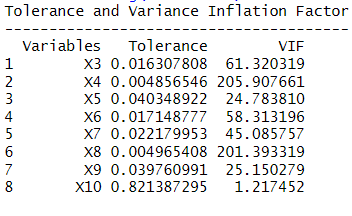 Tolerance and Variance Inflation Factor
---------------------------------------
Variables Tolerance VIF
1 X3 0.016307808 61.320319
2 X4 0.004856546 205.907661
3 X5 0.040348922 24.783810
4 X6 0.017148777 58.313196
5 X7 0.022179953 45.085757
6 X8 0.004965408 201.393319
7 X9 0.039760991 25.150279
8 X10 0.821387295 1.217452